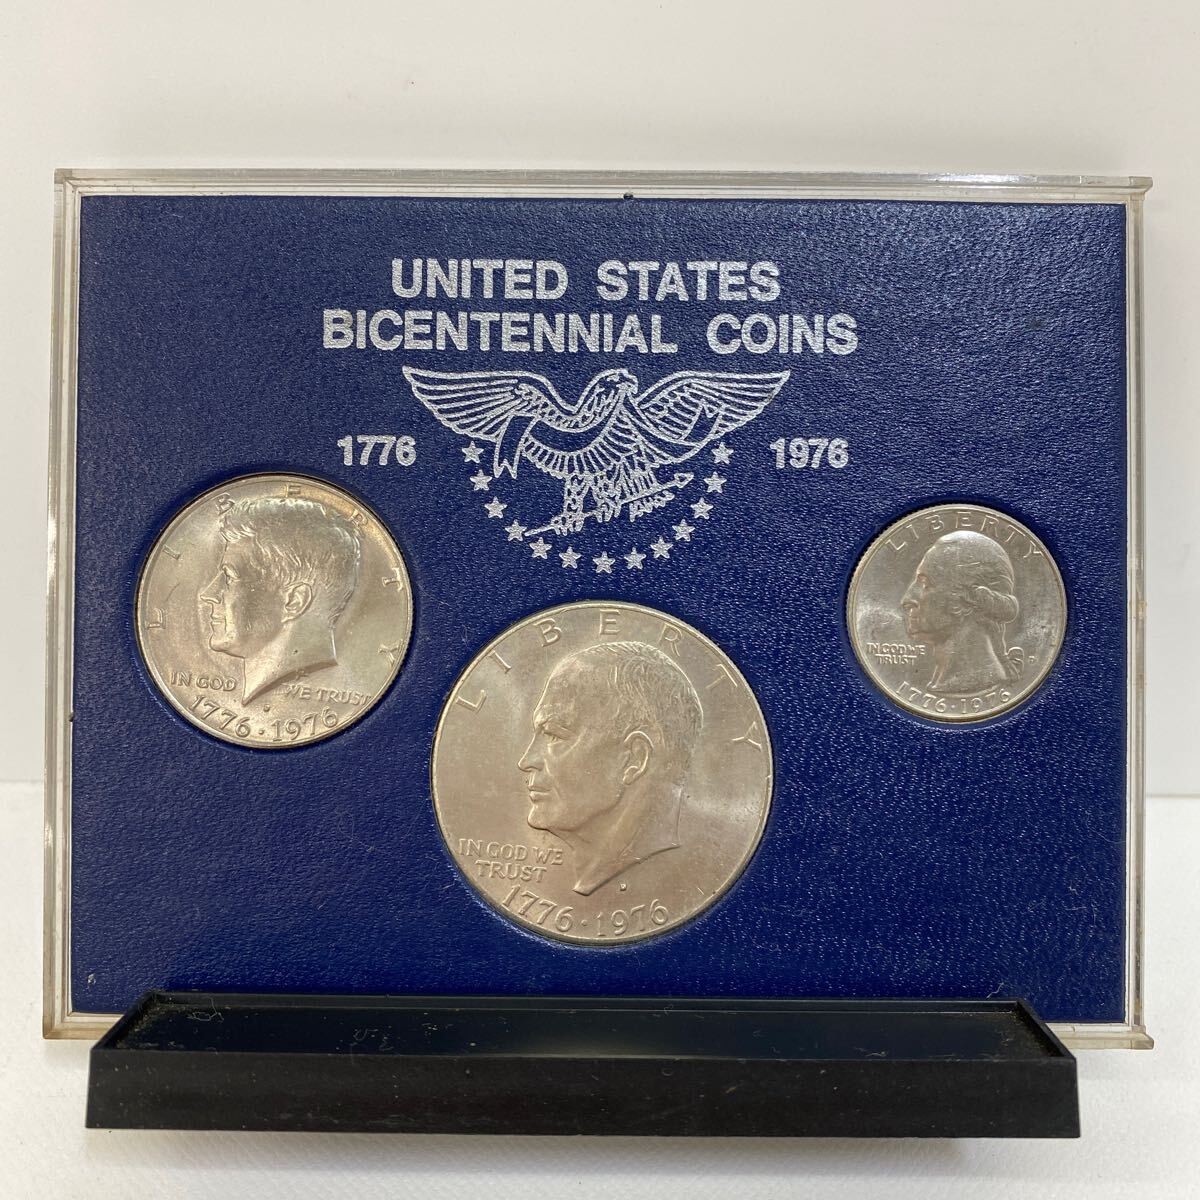 UNITED STATES
BICENTENNIAL COINS
1776 1976
LIBERTY
IN GOD WE TRUST
D
1776·1976
LIBERTY
IN GOD WE
TRUST
D
1776·1976
LIBERTY
IN GOD WE
TRUST
D
1776·1976